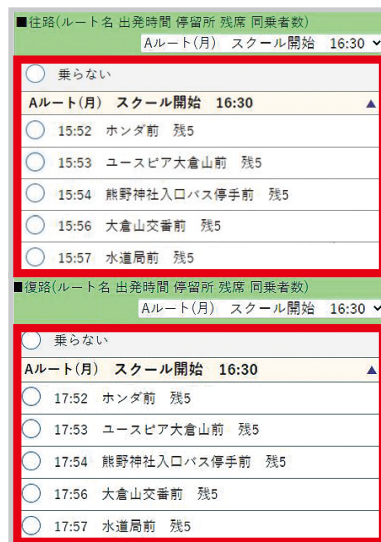 ■往路(ルート名 出発時間 停留所 残席 同乗者数)
Aルート(月) スクール開始 16:30
乗らない
Aルート(月) スクール開始 16:30 ▲
15:52 ホンダ前 残5
15:53 ユースピア大倉山前 残5
15:54 熊野神社入口バス停手前 残5
15:56 大倉山交番前 残5
15:57 水道局前 残5
■復路(ルート名 出発時間 停留所 残席 同乗者数)
Aルート(月) スクール開始 16:30
乗らない
Aルート(月) スクール開始 16:30 ▲
17:52 ホンダ前 残5
17:53 ユースピア大倉山前 残5
17:54 熊野神社入口バス停手前 残5
17:56 大倉山交番前 残5
17:57 水道局前 残5